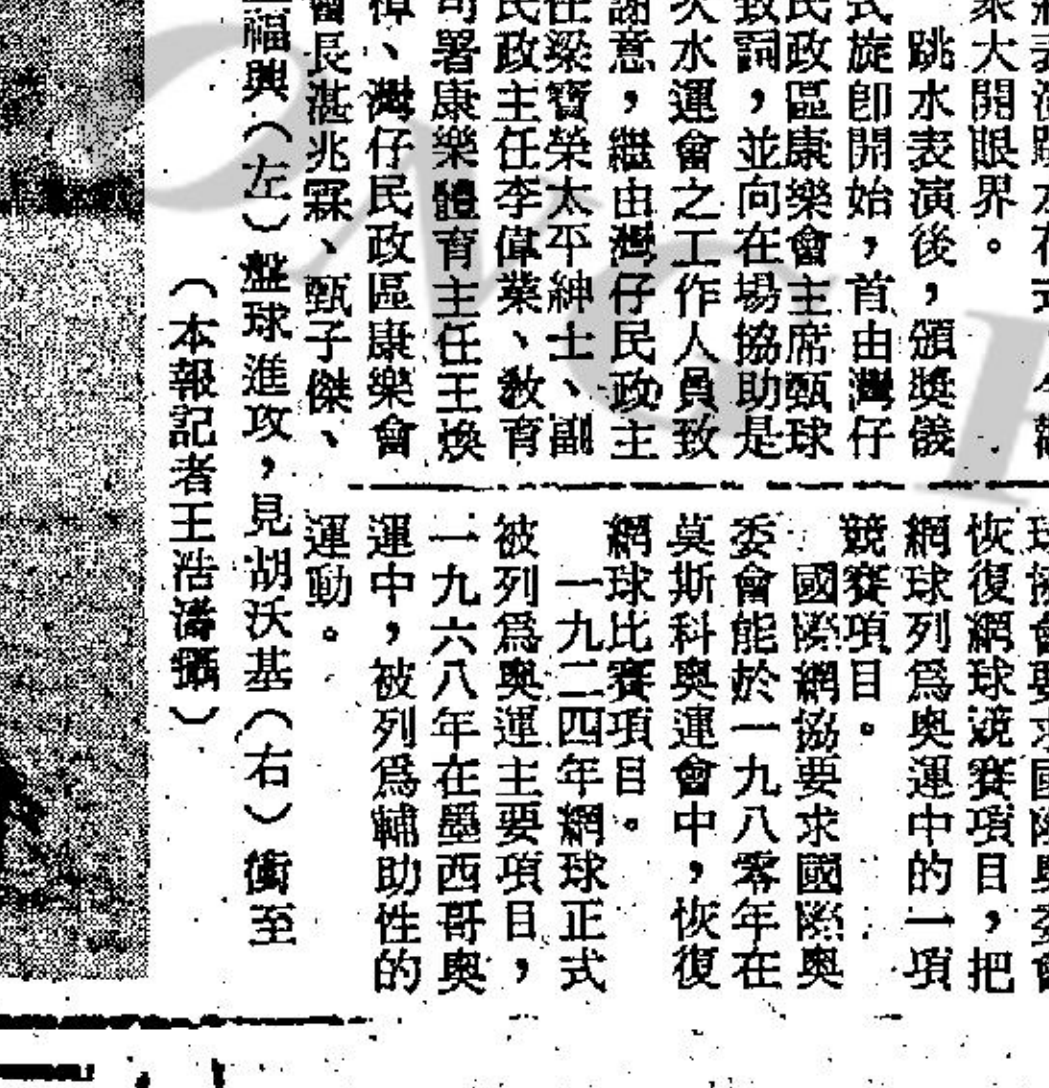 衆大開眼界。
跳水表演後，頒獎儀
式旋卽開始，首由灣仔
民政區康樂會主席甄球
致詞，並向在場協助是
次水運會之工作人員致
謝意，繼由灣仔民政主
任梁寶榮太平紳士、副
民政主任李偉業、敎育
司署康樂體育主任王煥
樟、灣仔民政區康樂會
會長湛兆霖、甄子傑、
恢復網球競賽項目，把
網球列爲奧運中的一項
競賽項目。
國際網協要求國際奧
委會能於一九八零年在
莫斯科奧運會中，恢復
網球比賽項目。
一九二四年網球正式
被列爲奧運主要項目，
一九六八年在墨西哥奧
運中，被列爲輔助性的
運動。
福興（左）盤球進攻，見胡沃基（右）衝至
（本報記者王浩濤攝）